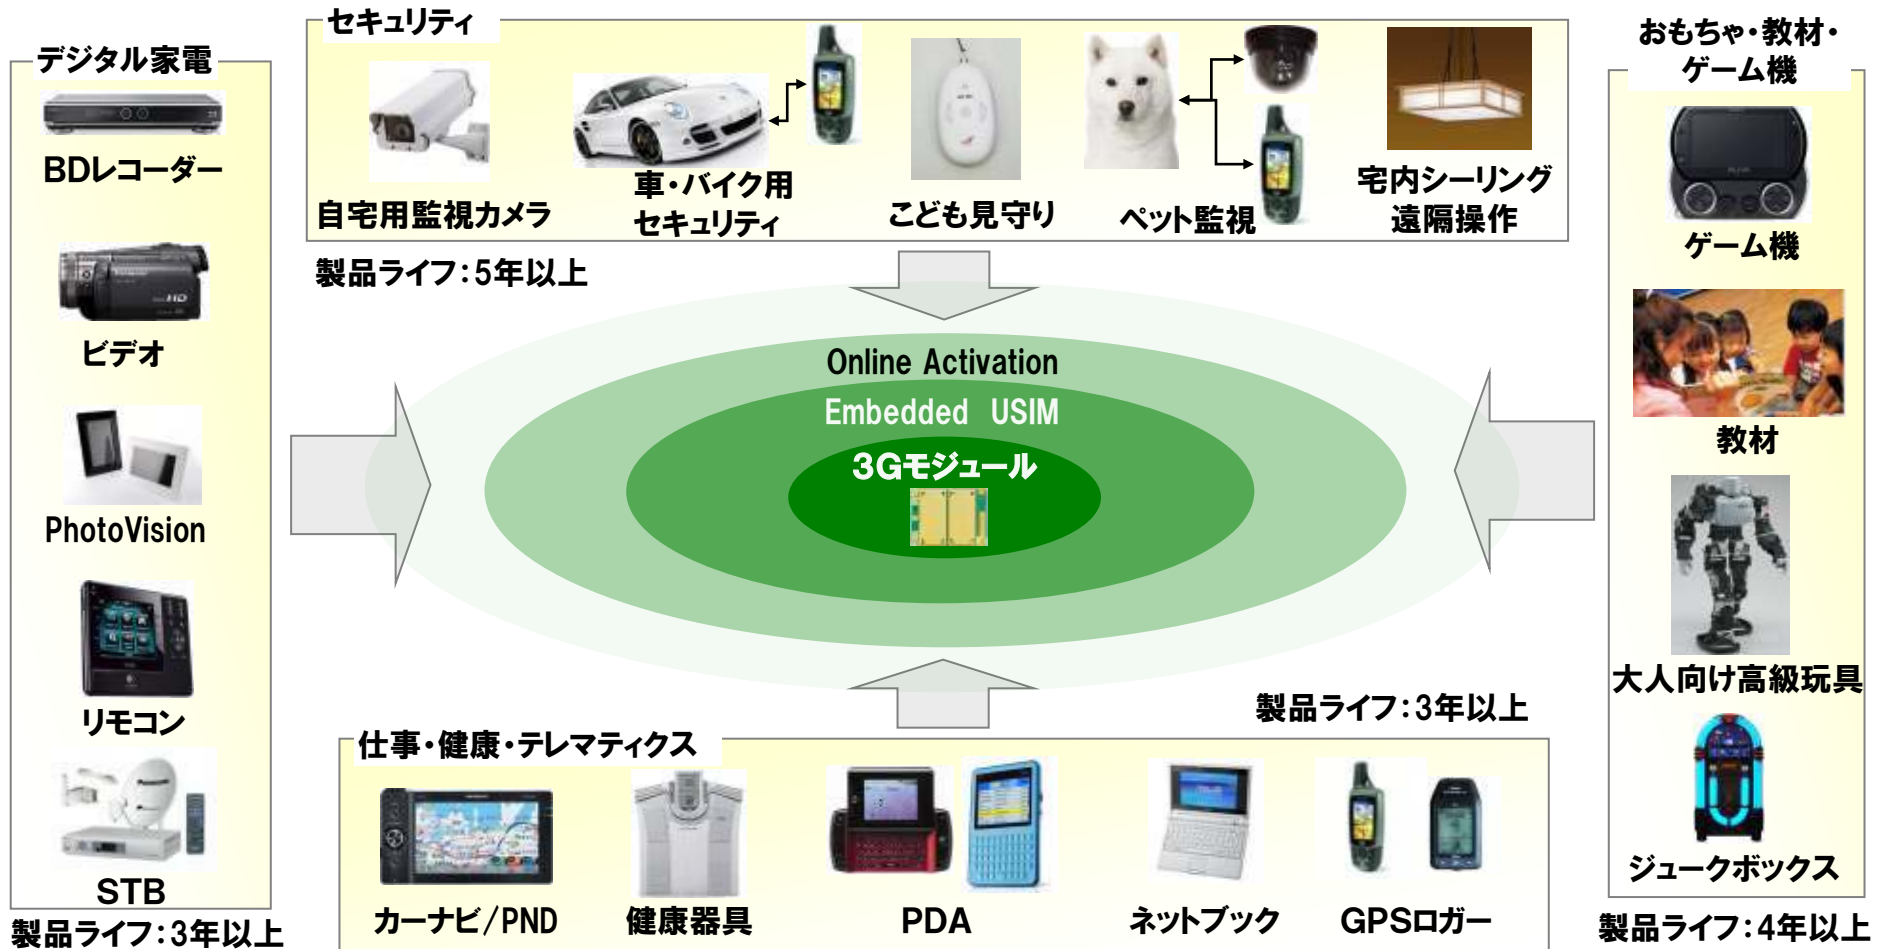 セキュリティ
自宅用監視カメラ
車・バイク用
セキュリティ
こども見守り
ペット監視
宅内シーリング
遠隔操作
製品ライフ：5年以上
デジタル家電
BDレコーダー
ビデオ
PhotoVision
リモコン
STB
製品ライフ：3年以上
Online Activation
Embedded USIM
3Gモジュール
おもちゃ・教材・
ゲーム機
ゲーム機
教材
大人向け高級玩具
ジュークボックス
製品ライフ：4年以上
製品ライフ：3年以上
仕事・健康・テレマティクス
カーナビ/PND
健康器具
PDA
ネットブック
GPSロガー